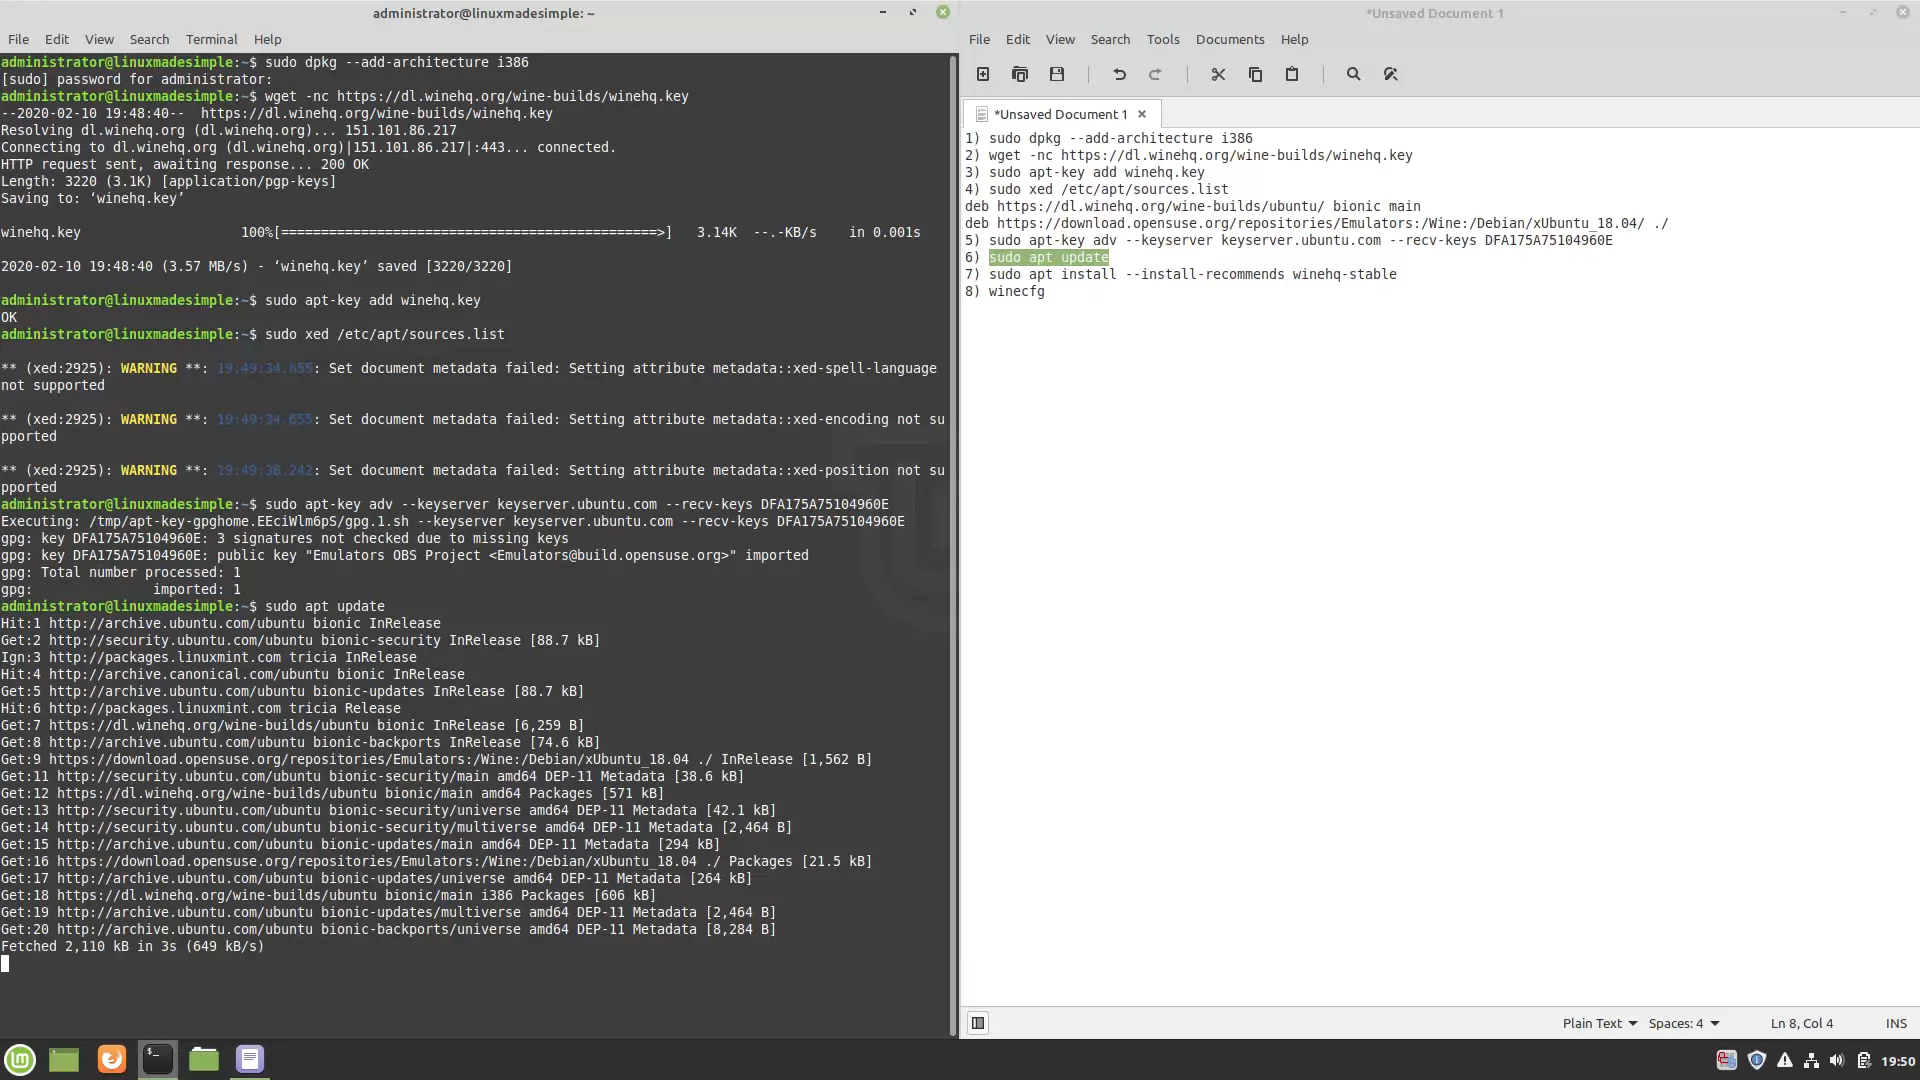 administrator@linuxmadesimple: ~
File Edit View Search Terminal Help
administrator@linuxmadesimple:~$ sudo dpkg --add-architecture i386
[sudo] password for administrator:
administrator@linuxmadesimple:~$ wget -nc https://dl.winehq.org/wine-builds/winehq.key
--2020-02-10 19:48:40--  https://dl.winehq.org/wine-builds/winehq.key
Resolving dl.winehq.org (dl.winehq.org)... 151.101.86.217
Connecting to dl.winehq.org (dl.winehq.org)|151.101.86.217|:443... connected.
HTTP request sent, awaiting response... 200 OK
Length: 3220 (3.1K) [application/pgp-keys]
Saving to: ‘winehq.key’
winehq.key                    100%[===============================================>]   3.14K  --.-KB/s    in 0.001s
2020-02-10 19:48:40 (3.57 MB/s) - ‘winehq.key’ saved [3220/3220]
administrator@linuxmadesimple:~$ sudo apt-key add winehq.key
OK
administrator@linuxmadesimple:~$ sudo xed /etc/apt/sources.list
** (xed:2925): WARNING **: 19:49:34.655: Set document metadata failed: Setting attribute metadata::xed-spell-language
not supported
** (xed:2925): WARNING **: 19:49:34.655: Set document metadata failed: Setting attribute metadata::xed-encoding not su
pported
** (xed:2925): WARNING **: 19:49:38.242: Set document metadata failed: Setting attribute metadata::xed-position not su
pported
administrator@linuxmadesimple:~$ sudo apt-key adv --keyserver keyserver.ubuntu.com --recv-keys DFA175A75104960E
Executing: /tmp/apt-key-gpghome.EEciWlm6pS/gpg.1.sh --keyserver keyserver.ubuntu.com --recv-keys DFA175A75104960E
gpg: key DFA175A75104960E: 3 signatures not checked due to missing keys
gpg: key DFA175A75104960E: public key "Emulators OBS Project <Emulators@build.opensuse.org>" imported
gpg: Total number processed: 1
gpg:               imported: 1
administrator@linuxmadesimple:~$ sudo apt update
Hit:1 http://archive.ubuntu.com/ubuntu bionic InRelease
Get:2 http://security.ubuntu.com/ubuntu bionic-security InRelease [88.7 kB]
Ign:3 http://packages.linuxmint.com tricia InRelease
Hit:4 http://archive.canonical.com/ubuntu bionic InRelease
Get:5 http://archive.ubuntu.com/ubuntu bionic-updates InRelease [88.7 kB]
Hit:6 http://packages.linuxmint.com tricia Release
Get:7 https://dl.winehq.org/wine-builds/ubuntu bionic InRelease [6,259 B]
Get:8 http://archive.ubuntu.com/ubuntu bionic-backports InRelease [74.6 kB]
Get:9 https://download.opensuse.org/repositories/Emulators:/Wine:/Debian/xUbuntu_18.04 ./ InRelease [1,562 B]
Get:11 http://security.ubuntu.com/ubuntu bionic-security/main amd64 DEP-11 Metadata [38.6 kB]
Get:12 https://dl.winehq.org/wine-builds/ubuntu bionic/main amd64 Packages [571 kB]
Get:13 http://security.ubuntu.com/ubuntu bionic-security/universe amd64 DEP-11 Metadata [42.1 kB]
Get:14 http://security.ubuntu.com/ubuntu bionic-security/multiverse amd64 DEP-11 Metadata [2,464 B]
Get:15 http://archive.ubuntu.com/ubuntu bionic-updates/main amd64 DEP-11 Metadata [294 kB]
Get:16 https://download.opensuse.org/repositories/Emulators:/Wine:/Debian/xUbuntu_18.04 ./ Packages [21.5 kB]
Get:17 http://archive.ubuntu.com/ubuntu bionic-updates/universe amd64 DEP-11 Metadata [264 kB]
Get:18 https://dl.winehq.org/wine-builds/ubuntu bionic/main i386 Packages [606 kB]
Get:19 http://archive.ubuntu.com/ubuntu bionic-updates/multiverse amd64 DEP-11 Metadata [2,464 B]
Get:20 http://archive.ubuntu.com/ubuntu bionic-backports/universe amd64 DEP-11 Metadata [8,284 B]
Fetched 2,110 kB in 3s (649 kB/s)
*Unsaved Document 1
File Edit View Search Tools Documents Help
*Unsaved Document 1
1) sudo dpkg --add-architecture i386
2) wget -nc https://dl.winehq.org/wine-builds/winehq.key
3) sudo apt-key add winehq.key
4) sudo xed /etc/apt/sources.list
deb https://dl.winehq.org/wine-builds/ubuntu/ bionic main
deb https://download.opensuse.org/repositories/Emulators:/Wine:/Debian/xUbuntu_18.04/ ./
5) sudo apt-key adv --keyserver keyserver.ubuntu.com --recv-keys DFA175A75104960E
6) sudo apt update
7) sudo apt install --install-recommends winehq-stable
8) winecfg
Plain Text Spaces: 4 Ln 8, Col 4 INS
19:50